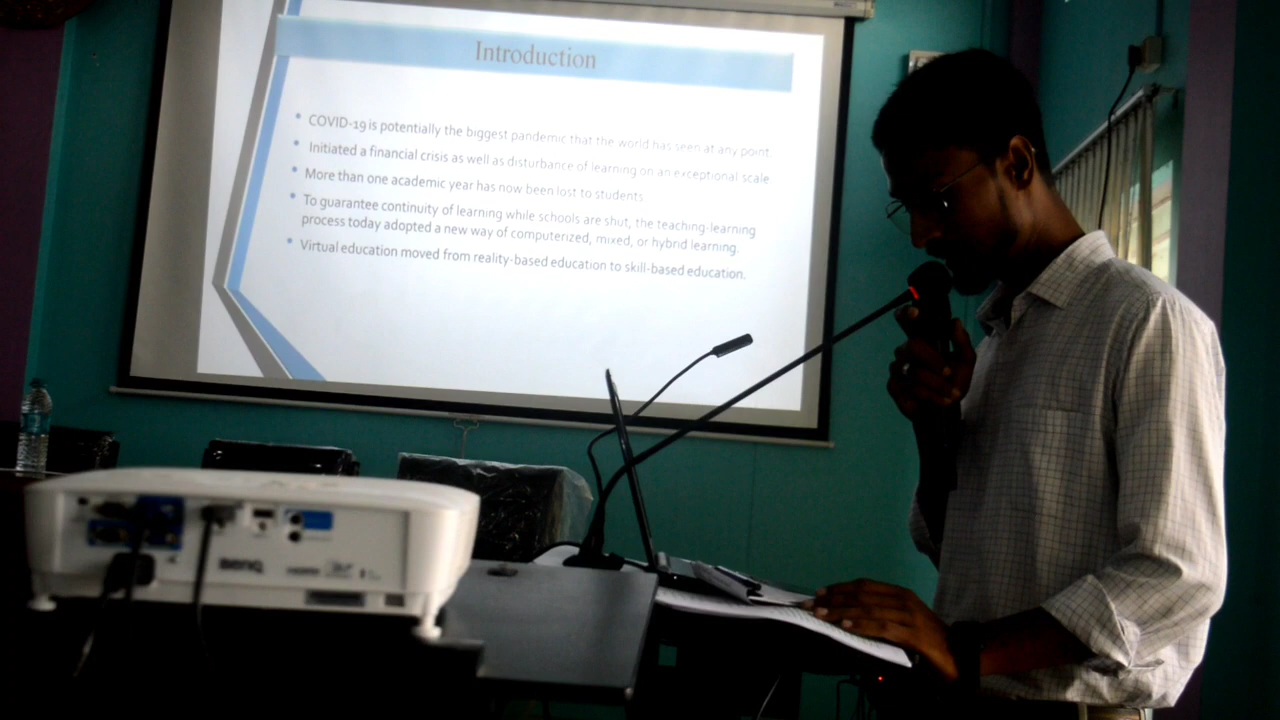 Introduction
COVID-19 is potentially the biggest pandemic that the world has seen at any point.
Initiated a financial crisis as well as disturbance of learning on an exceptional scale
More than one academic year has now been lost to students
To guarantee continuity of learning while schools are shut, the teaching-learning
process today adopted a new way of computerized, mixed, or hybrid learning.
Virtual education moved from reality-based education to skill-based education.
BenQ